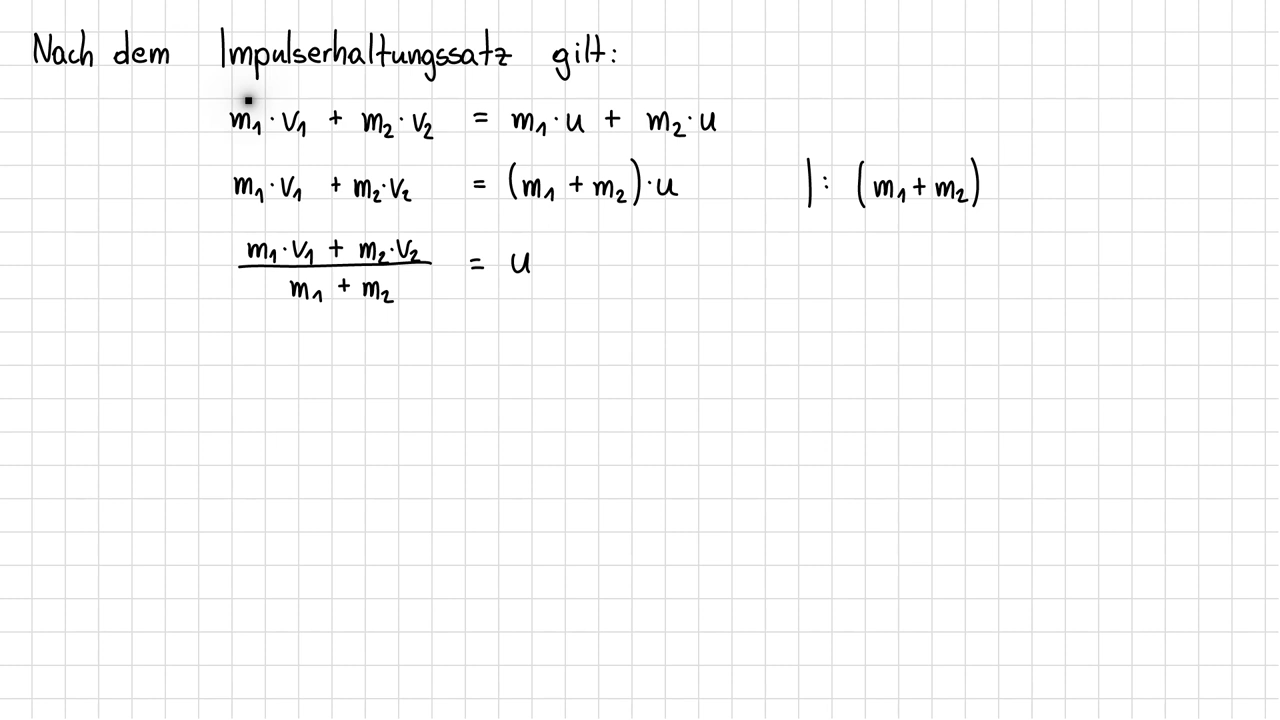 Nach dem Impulserhaltungssatz gilt:
m₁ · v₁ + m₂ · v₂ = m₁ · u + m₂ · u
m₁ · v₁ + m₂ · v₂ = (m₁ + m₂) · u |: (m₁ + m₂)
m₁ · v₁ + m₂ · v₂ = u
m₁ + m₂